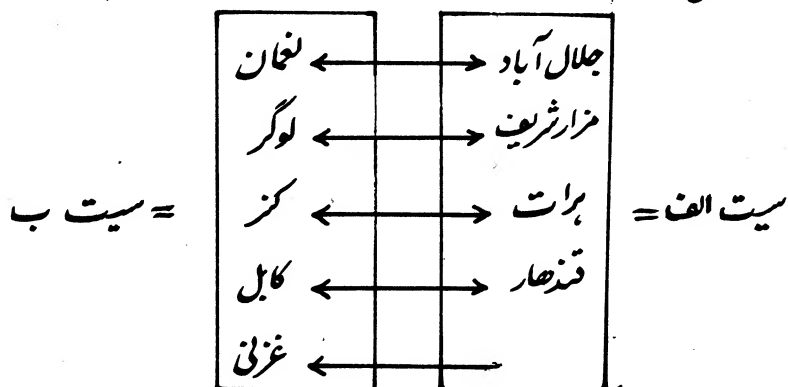 جلال آباد ↔ لغمان
مزارشریف ↔ لوگر
سیت الف = هرات ↔ کنر = سیت ب
قندهار ↔ کابل
غزنی